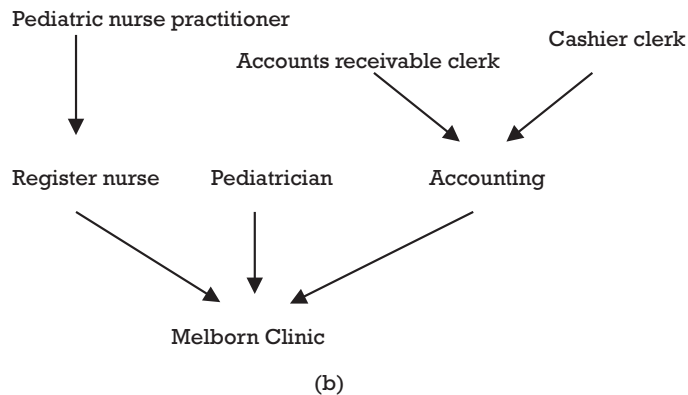 Pediatric nurse practitioner
Cashier clerk
Accounts receivable clerk
Register nurse
Pediatrician
Accounting
Melborn Clinic
(b)